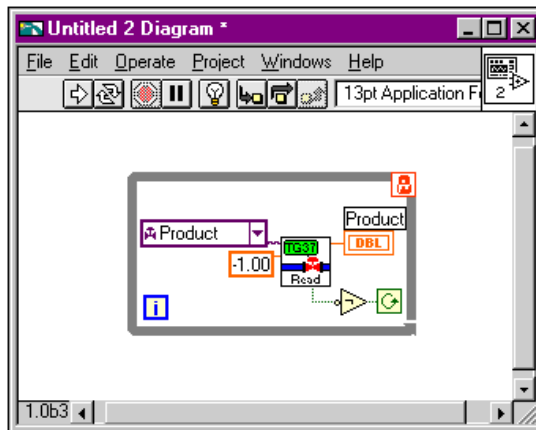 Untitled 2 Diagram *
File Edit Operate Project Windows Help
13pt Application F
2
Product
Product
TG37
DBL
-1.00
Read
i
1.0b3